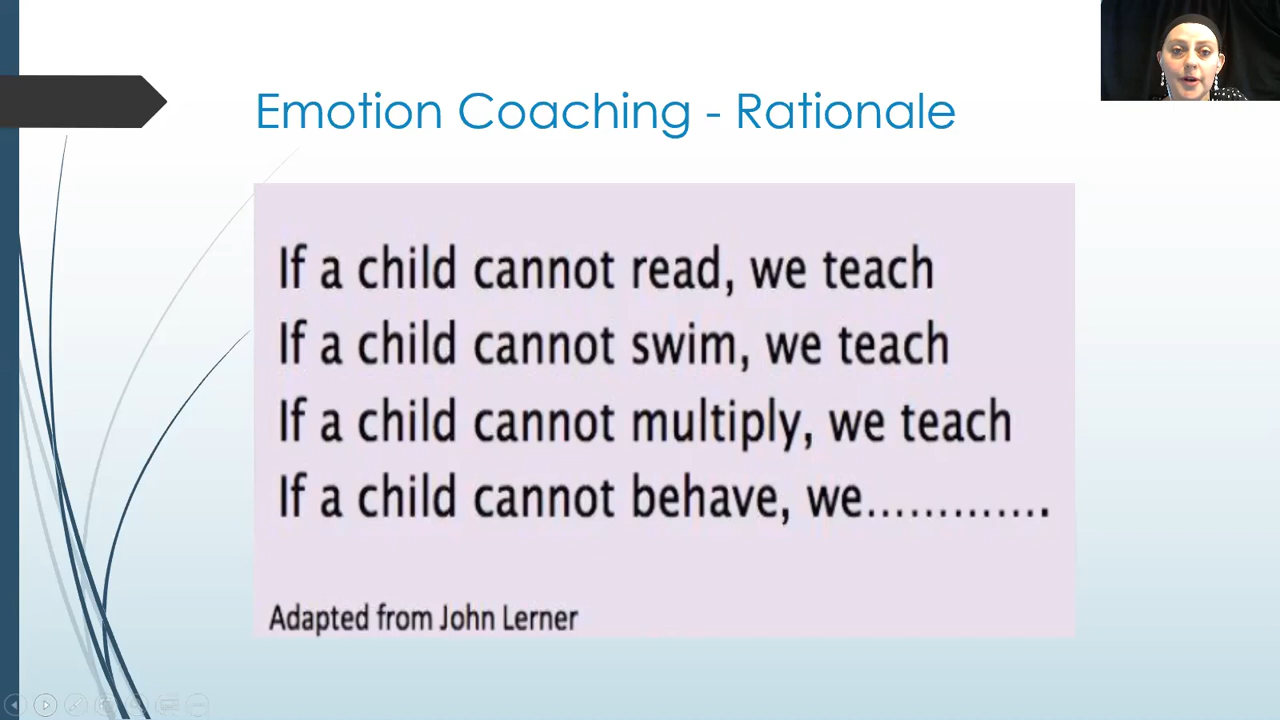 Emotion Coaching - Rationale
If a child cannot read, we teach
If a child cannot swim, we teach
If a child cannot multiply, we teach
If a child cannot behave, we………….
Adapted from John Lerner